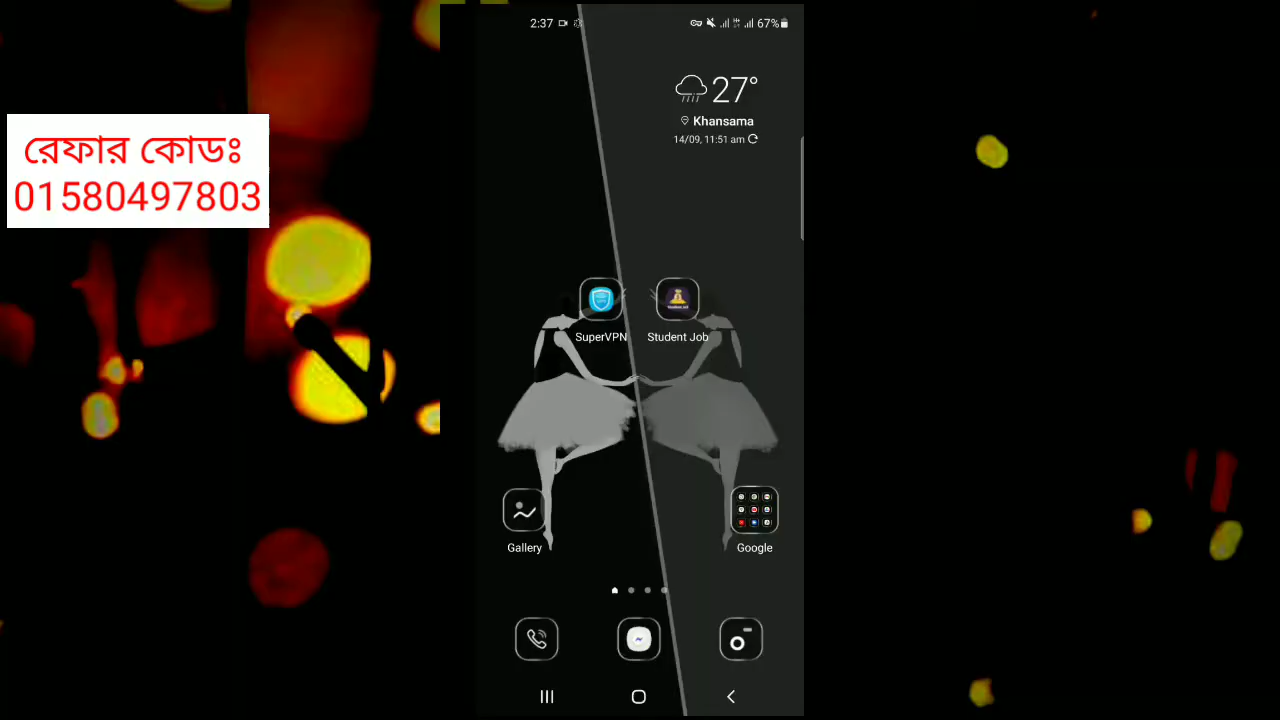 রেফার কোডঃ
01580497803
2:37
67%
27°
Khansama
14/09, 11:51 am
SuperVPN
Student Job
Gallery
Google